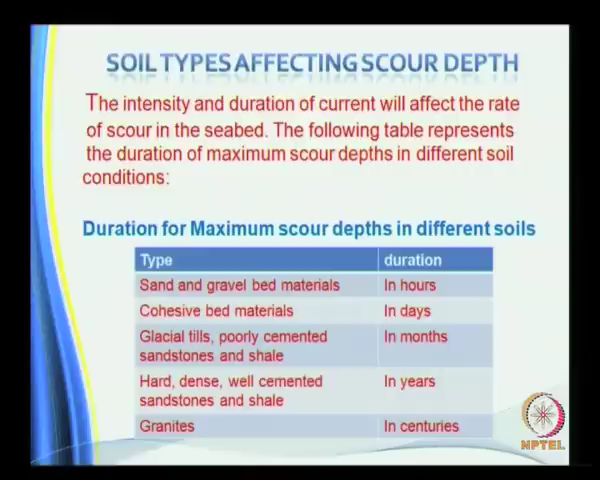 SOIL TYPES AFFECTING SCOUR DEPTH
The intensity and duration of current will affect the rate
of scour in the seabed. The following table represents
the duration of maximum scour depths in different soil
conditions:
Duration for Maximum scour depths in different soils
Type duration
Sand and gravel bed materials In hours
Cohesive bed materials In days
Glacial tills, poorly cemented In months
sandstones and shale
Hard, dense, well cemented In years
sandstones and shale
Granites In centuries
NPTEL